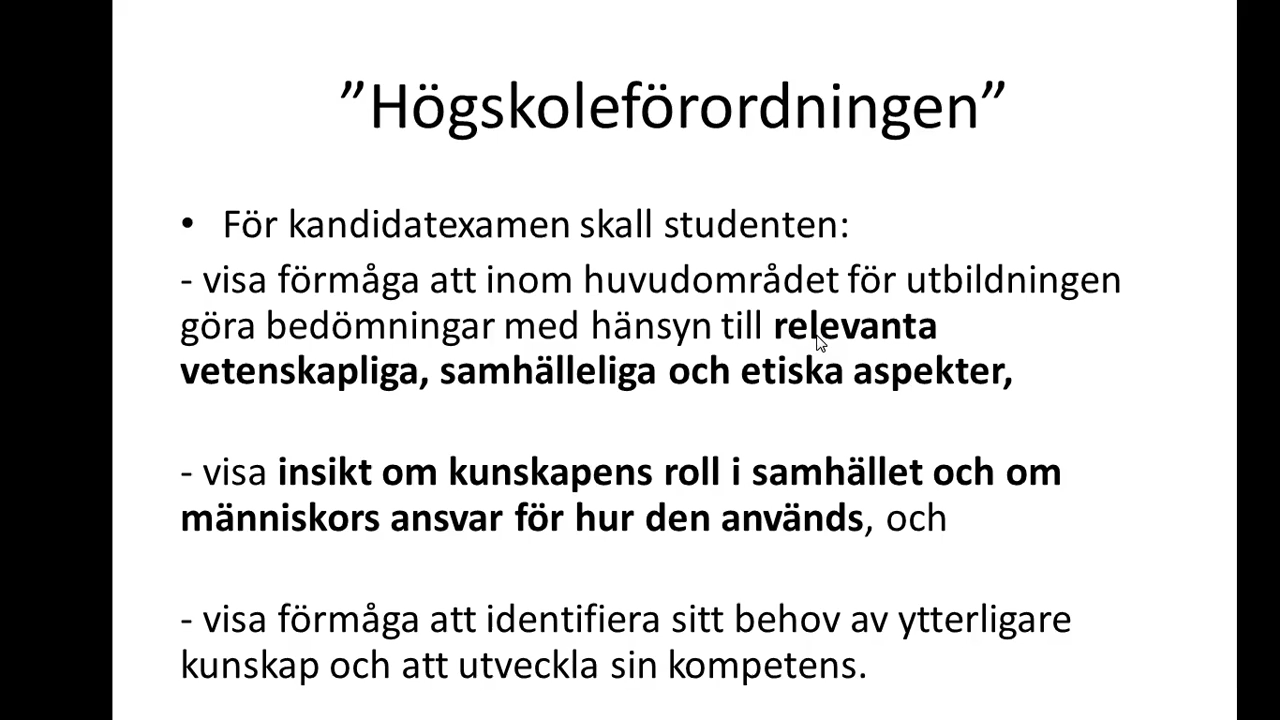 ”Högskoleförordningen”
• För kandidatexamen skall studenten:
- visa förmåga att inom huvudområdet för utbildningen
göra bedömningar med hänsyn till relevanta
vetenskapliga, samhälleliga och etiska aspekter,
- visa insikt om kunskapens roll i samhället och om
människors ansvar för hur den används, och
- visa förmåga att identifiera sitt behov av ytterligare
kunskap och att utveckla sin kompetens.